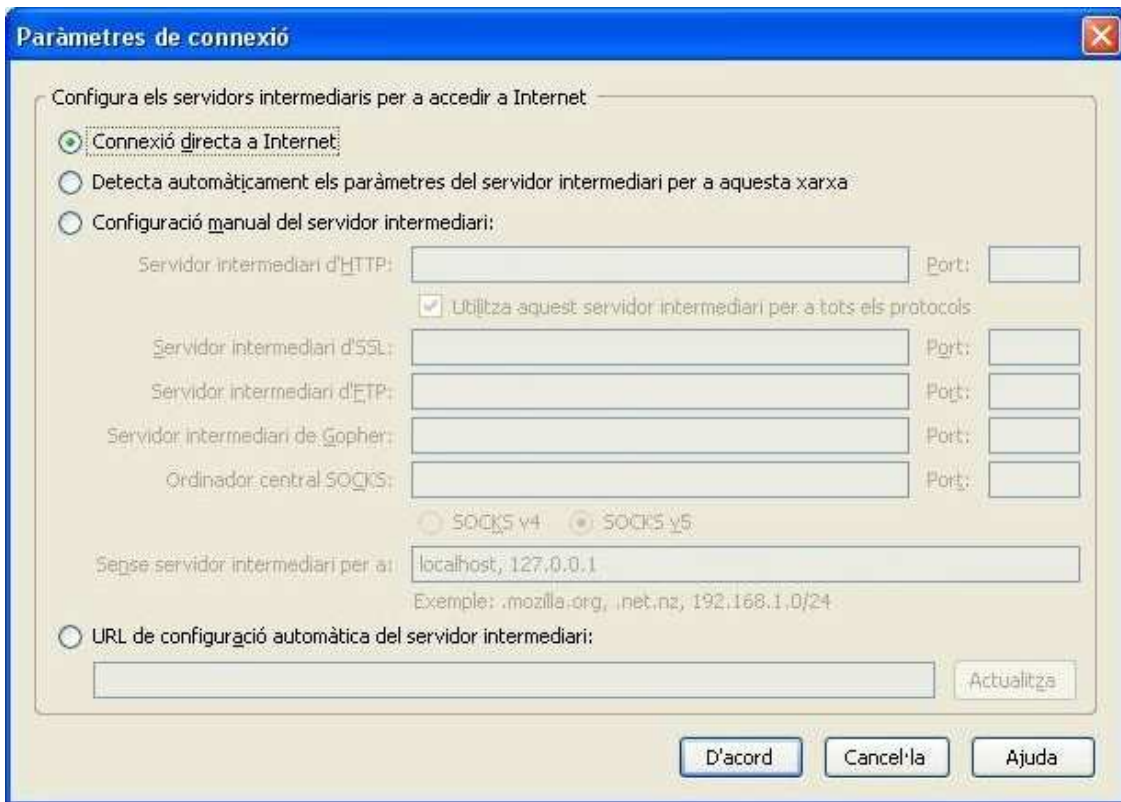 Paràmetres de connexió
Configura els servidors intermediaris per a accedir a Internet
Connexió directa a Internet
Detecta automàticament els paràmetres del servidor intermediari per a aquesta xarxa
Configuració manual del servidor intermediari:
Servidor intermediari d'HTTP: Port:
Utilitza aquest servidor intermediari per a tots els protocols
Servidor intermediari d'SSL: Port:
Servidor intermediari d'FTP: Port:
Servidor intermediari de Gopher: Port:
Ordinador central SOCKS: Port:
SOCKS v4 SOCKS v5
Sense servidor intermediari per a: localhost, 127.0.0.1
Exemple: .mozilla.org, .net.nz, 192.168.1.0/24
URL de configuració automàtica del servidor intermediari:
Actualitza
D'acord Cancel·la Ajuda